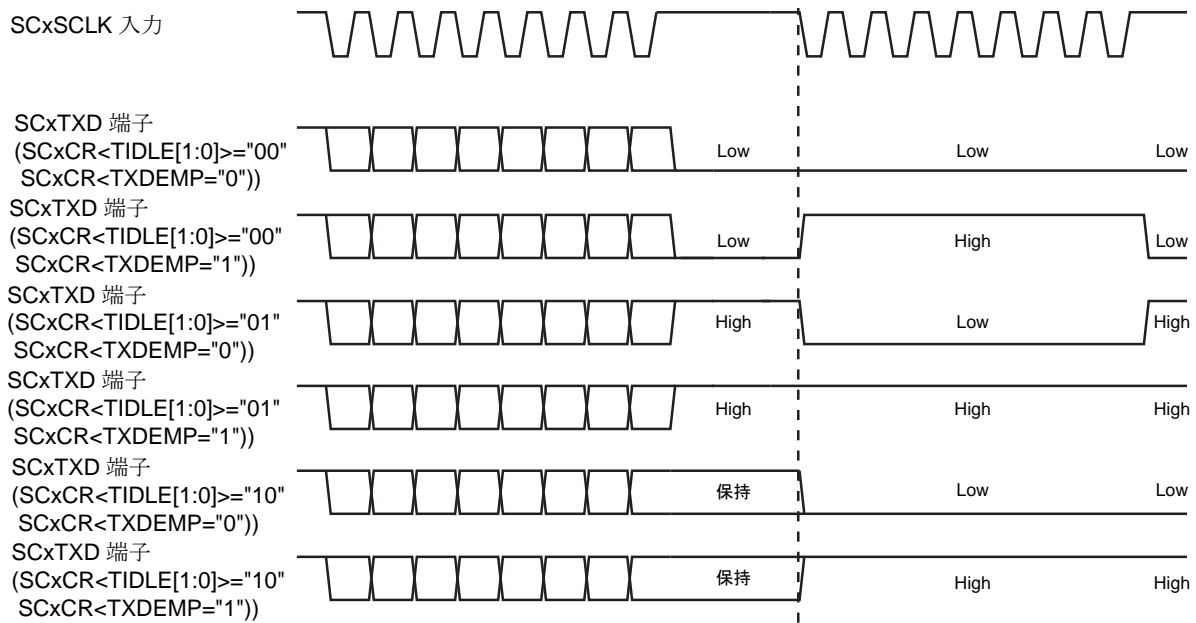 SCxSCLK 入力
SCxTXD 端子
(SCxCR<TIDLE[1:0]>="00"
SCxCR<TXDEMP="0"))
Low Low Low
SCxTXD 端子
(SCxCR<TIDLE[1:0]>="00"
SCxCR<TXDEMP="1"))
Low High Low
SCxTXD 端子
(SCxCR<TIDLE[1:0]>="01"
SCxCR<TXDEMP="0"))
High Low High
SCxTXD 端子
(SCxCR<TIDLE[1:0]>="01"
SCxCR<TXDEMP="1"))
High High High
SCxTXD 端子
(SCxCR<TIDLE[1:0]>="10"
SCxCR<TXDEMP="0"))
保持 Low Low
SCxTXD 端子
(SCxCR<TIDLE[1:0]>="10"
SCxCR<TXDEMP="1"))
保持 High High